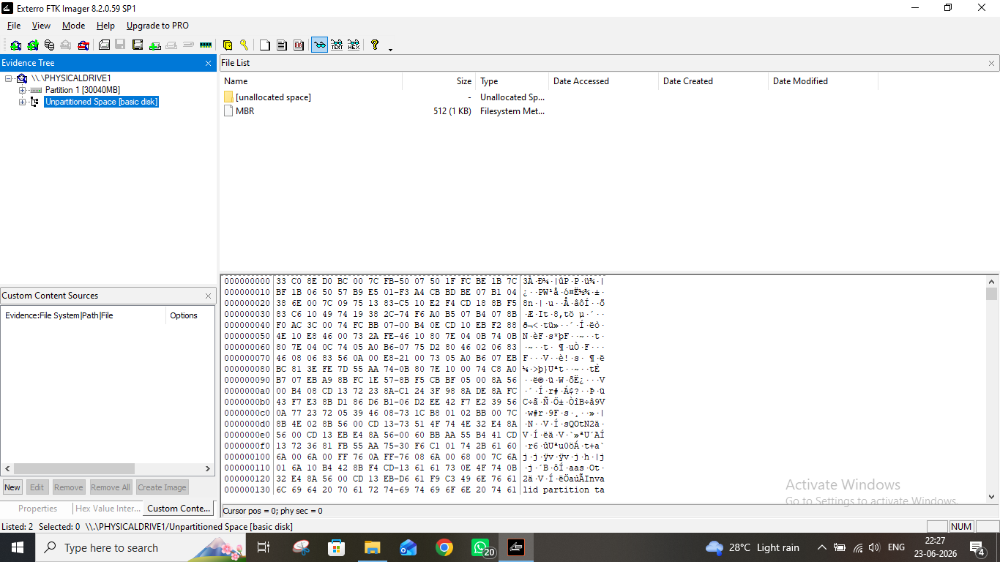 Exterro FTK Imager 8.2.0.59 SP1
File View Mode Help Upgrade to PRO
Evidence Tree
\\.\PHYSICALDRIVE1
Partition 1 [30040MB]
Unpartitioned Space [basic disk]
File List
Name Size Type Date Accessed Date Created Date Modified
[unallocated space] - Unallocated Sp...
MBR 512 (1 KB) Filesystem Met...
Custom Content Sources
Evidence:File System|Path|File Options
New Edit Remove Remove All Create Image
Properties Hex Value Inter... Custom Conte...
000000000 33 C0 8E D0 BC 00 7C FB-50 07 50 1F FC BE 1B 7C 3À·Ð¼·|ûP·P·ü¾·|
000000010 BF 1B 06 50 57 B9 E5 01-F3 A4 CB BD BE 07 B1 04 ¿··PW¹å·ó¤Ë½¾·±·
000000020 38 6E 00 7C 09 75 13 83-C5 10 E2 F4 CD 18 8B F5 8n·|·u··Å·âôÍ··õ
000000030 83 C6 10 49 74 19 38 2C-74 F6 A0 B5 07 B4 07 8B ·Æ·It·8,tö µ·´··
000000040 F0 AC 3C 00 74 FC BB 07-00 B4 0E CD 10 EB F2 88 ð¬<·tü»··´·Í·ëò·
000000050 4E 10 E8 46 00 73 2A FE-46 10 80 7E 04 0B 74 0B N·èF·s*þF··~··t·
000000060 80 7E 04 0C 74 05 A0 B6-07 75 D2 80 46 02 06 83 ·~··t· ¶·uÒ·F···
000000070 46 08 06 83 56 0A 00 E8-21 00 73 05 A0 B6 07 EB F···V··è!·s· ¶·ë
000000080 BC 81 3E FE 7D 55 AA 74-0B 80 7E 10 00 74 C8 A0 ¼·>þ}Uªt··~··tÈ
000000090 B7 07 EB A9 8B FC 1E 57-8B F5 CB BF 05 00 8A 56 ··ë©·ü·W·õË¿···V
0000000a0 00 B4 08 CD 13 72 23 8A-C1 24 3F 98 8A DE 8A FC ·´·Í·r#·Á$?··Þ·ü
0000000b0 43 F7 E3 8B D1 86 D6 B1-06 D2 EE 42 F7 E2 39 56 C÷ã·Ñ·Ö±·ÒîB÷â9V
0000000c0 0A 77 23 72 05 39 46 08-73 1C B8 01 02 BB 00 7C ·w#r·9F·s·¸··»·|
0000000d0 8B 4E 02 8B 56 00 CD 13-73 51 4F 74 4E 32 E4 8A ·N··V·Í·sQOtN2ä·
0000000e0 56 00 CD 13 EB E4 8A 56-00 60 BB AA 55 B4 41 CD V·Í·ëä·V·`»ªU´AÍ
0000000f0 13 72 36 81 FB 55 AA 75-30 F6 C1 01 74 2B 61 60 ·r6·ûUªu0öÁ·t+a`
000000100 6A 00 6A 00 FF 76 0A FF-76 08 6A 00 68 00 7C 6A j·j·ÿv·ÿv·j·h·|j
000000110 01 6A 10 B4 42 8B F4 CD-13 61 61 73 0E 4F 74 0B ·j·´B·ôÍ·aas·Ot·
000000120 32 E4 8A 56 00 CD 13 EB-D6 61 F9 C3 49 6E 76 61 2ä·V·Í·ëÖaùÃInva
000000130 6C 69 64 20 70 61 72 74-69 74 69 6F 6E 20 74 61 lid partition ta
Activate Windows
Go to Settings to activate Windows.
Cursor pos = 0; phy sec = 0
Listed: 2 Selected: 0 \\.\PHYSICALDRIVE1/Unpartitioned Space [basic disk] NUM
Type here to search 20 28°C Light rain ENG 22:27
23-06-2026 4